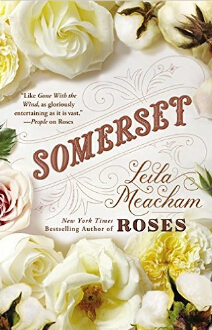 "Like Gone With the
Wind, as gloriously
entertaining as it is vast."
—People on Roses
SOMERSET
Leila
Meacham
New York Times
Bestselling Author of ROSES